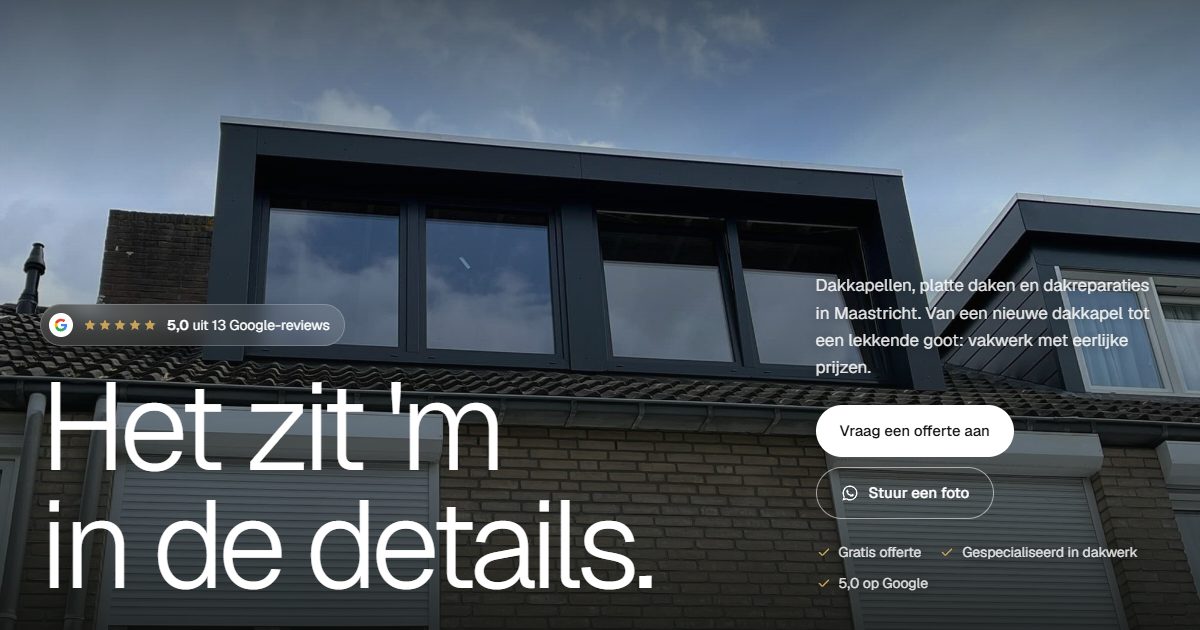 5,0 uit 13 Google-reviews
Het zit 'm
in de details.
Dakkapellen, platte daken en dakreparaties
in Maastricht. Van een nieuwe dakkapel tot
een lekkende goot: vakwerk met eerlijke
prijzen.
Vraag een offerte aan
Stuur een foto
Gratis offerte
Gespecialiseerd in dakwerk
5,0 op Google